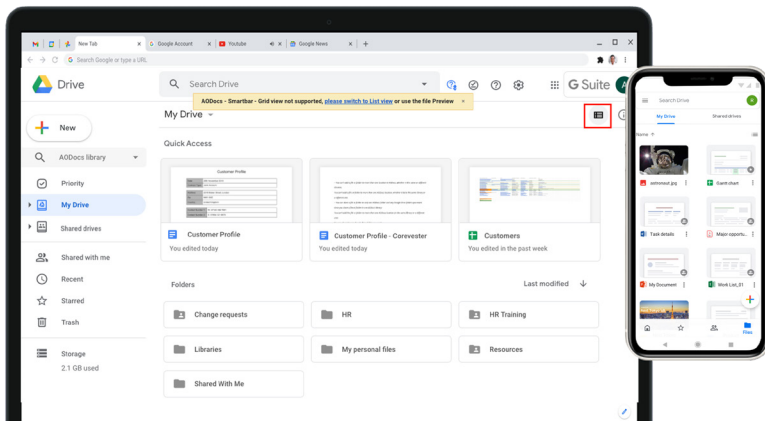 New Tab
Google Account
Youtube
Google News
Search Google or type a URL
Drive
Search Drive
G Suite
AODocs - Smartbar - Grid view not supported, please switch to List view or use the file Preview
My Drive
New
Quick Access
AODocs library
Priority
My Drive
Shared drives
Shared with me
Recent
Starred
Trash
Storage
2.1 GB used
Customer Profile
Customer Profile
You edited today
Customer Profile - Corevester
You edited today
Customers
You edited in the past week
Folders
Last modified
Change requests
HR
HR Training
Libraries
My personal files
Resources
Shared With Me
Search Drive
My Drive
Shared drives
Name
astronaut.jpg
Gantt chart
Task details
Major opportu...
My Document
Work List_01
Files